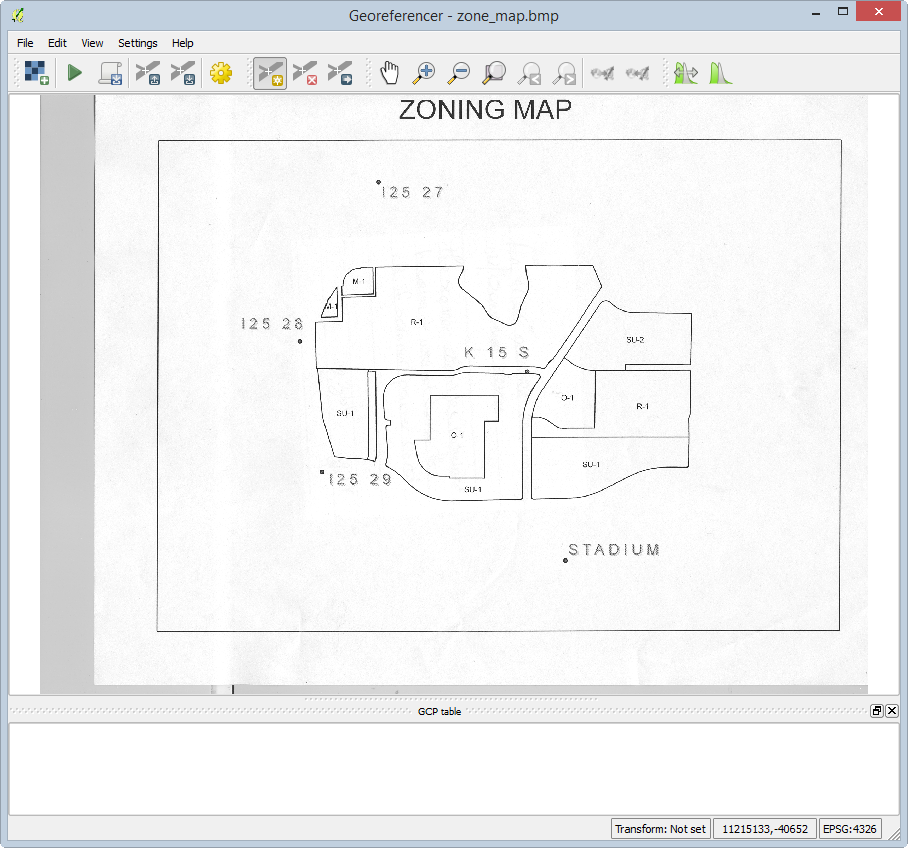 Georeferencer - zone_map.bmp
File Edit View Settings Help
ZONING MAP
I25 27
M-1
M-1
I25 28
R-1
SU-2
K 15 S
O-1
R-1
SU-1
C-1
SU-1
I25 29
SU-1
STADIUM
GCP table
Transform: Not set 11215133,-40652 EPSG:4326